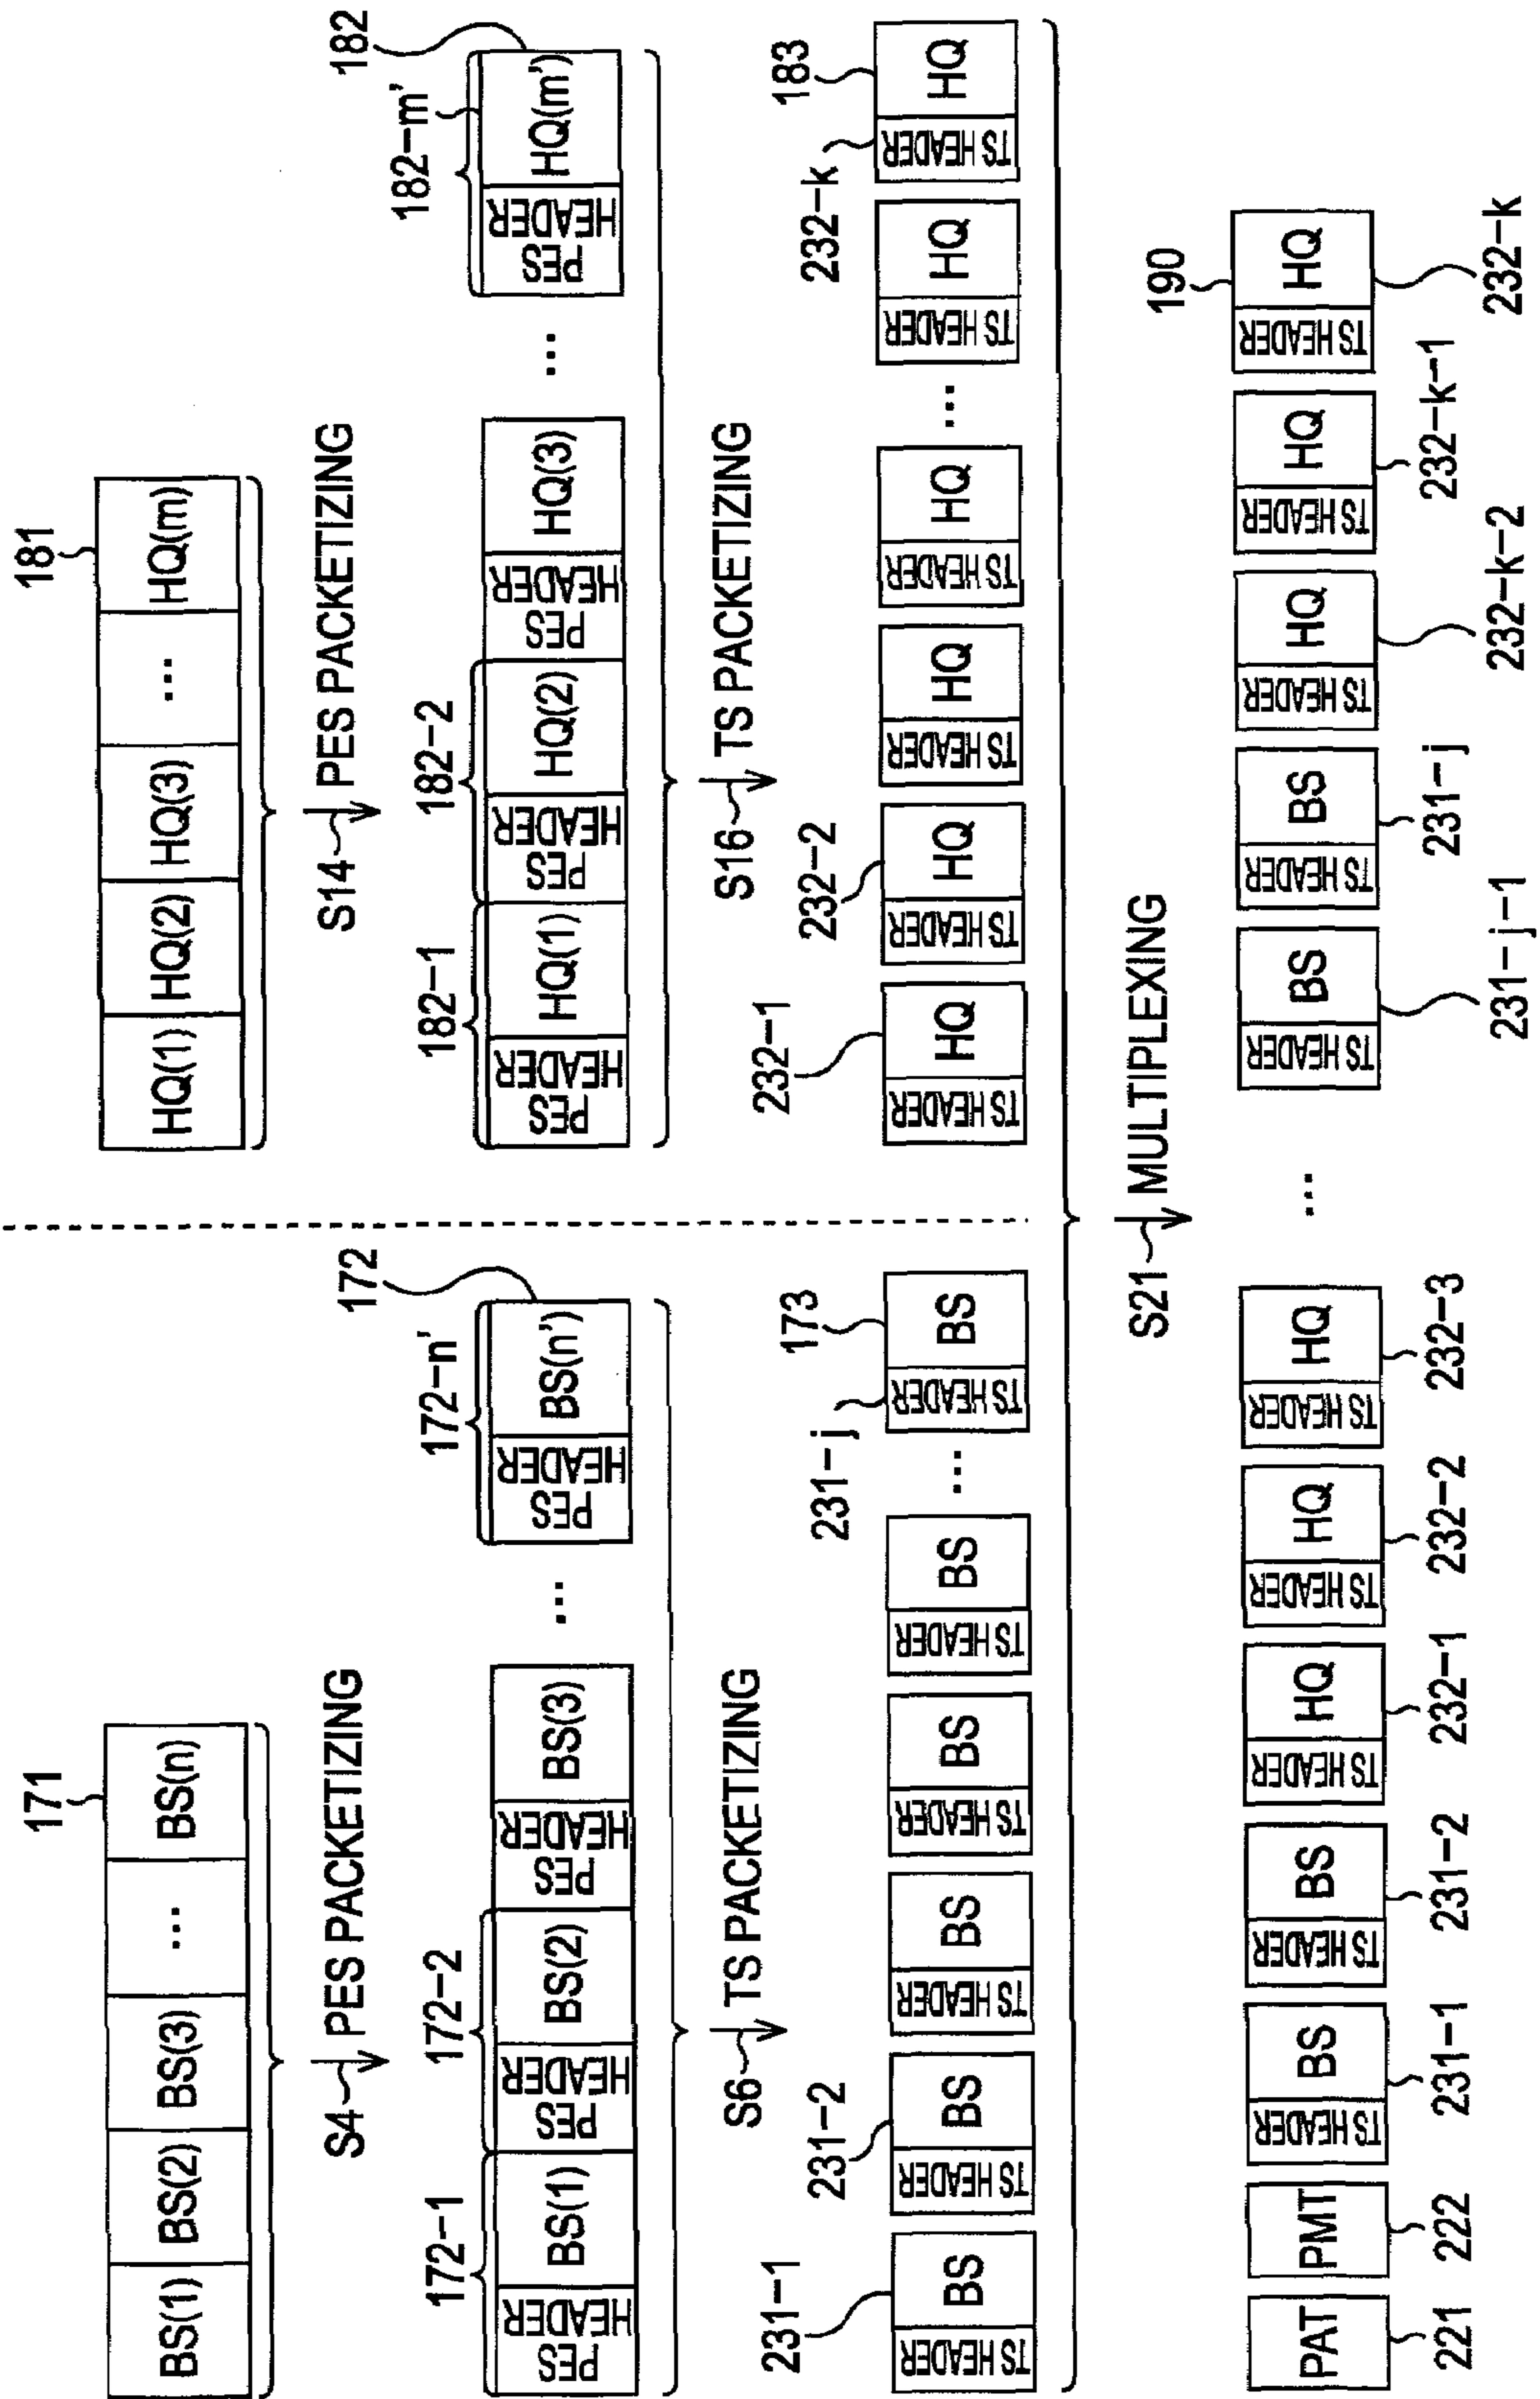 171
BS(1) BS(2) BS(3) ... BS(n)
S4 PES PACKETIZING
172-1 172-2 172-n' 172
PES HEADER BS(1) PES HEADER BS(2) PES HEADER BS(3) ... PES HEADER BS(n')
S6 TS PACKETIZING
231-1 231-2 231-j 173
TS HEADER BS TS HEADER BS TS HEADER BS TS HEADER BS TS HEADER BS ... TS HEADER BS
181
HQ(1) HQ(2) HQ(3) ... HQ(m)
S14 PES PACKETIZING
182-1 182-2 182-m' 182
PES HEADER HQ(1) PES HEADER HQ(2) PES HEADER HQ(3) ... PES HEADER HQ(m')
S16 TS PACKETIZING
232-1 232-2 232-k 183
TS HEADER HQ TS HEADER HQ TS HEADER HQ TS HEADER HQ ... TS HEADER HQ TS HEADER HQ
S21 MULTIPLEXING
190
PAT PMT TS HEADER BS TS HEADER BS TS HEADER HQ TS HEADER HQ TS HEADER HQ ... TS HEADER BS TS HEADER BS TS HEADER HQ TS HEADER HQ TS HEADER HQ
221 222 231-1 231-2 232-1 232-2 232-3 231-j-1 231-j 232-k-2 232-k-1 232-k